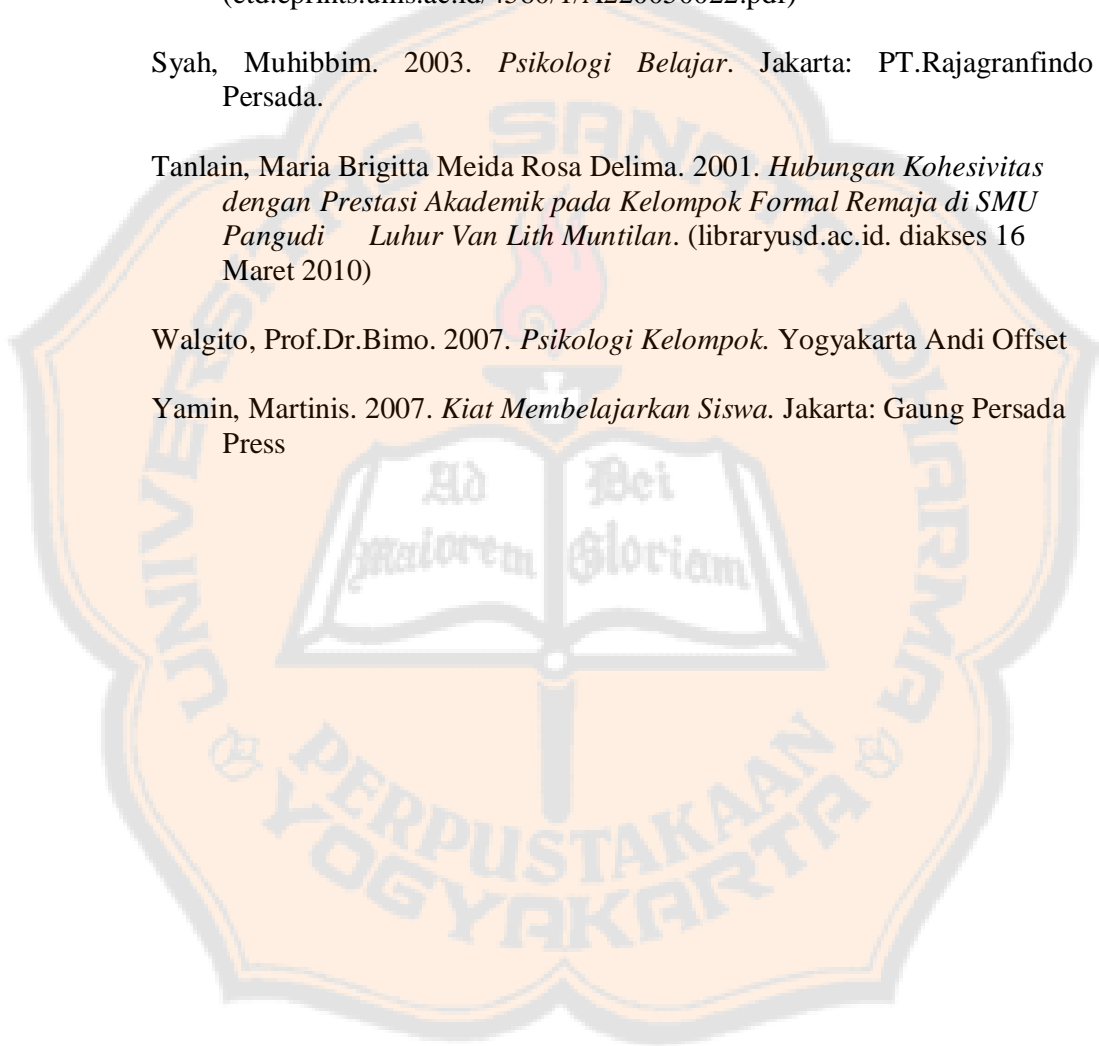 Syah, Muhibbim. 2003. Psikologi Belajar. Jakarta: PT.Rajagranfindo
Persada.
Tanlain, Maria Brigitta Meida Rosa Delima. 2001. Hubungan Kohesivitas
dengan Prestasi Akademik pada Kelompok Formal Remaja di SMU
Pangudi Luhur Van Lith Muntilan. (libraryusd.ac.id. diakses 16
Maret 2010)
Walgito, Prof.Dr.Bimo. 2007. Psikologi Kelompok. Yogyakarta Andi Offset
Yamin, Martinis. 2007. Kiat Membelajarkan Siswa. Jakarta: Gaung Persada
Press
UNIVERSITAS SANATA DHARMA
Ad Dei
maiorem Gloriam
PERPUSTAKAAN
YOGYAKARTA